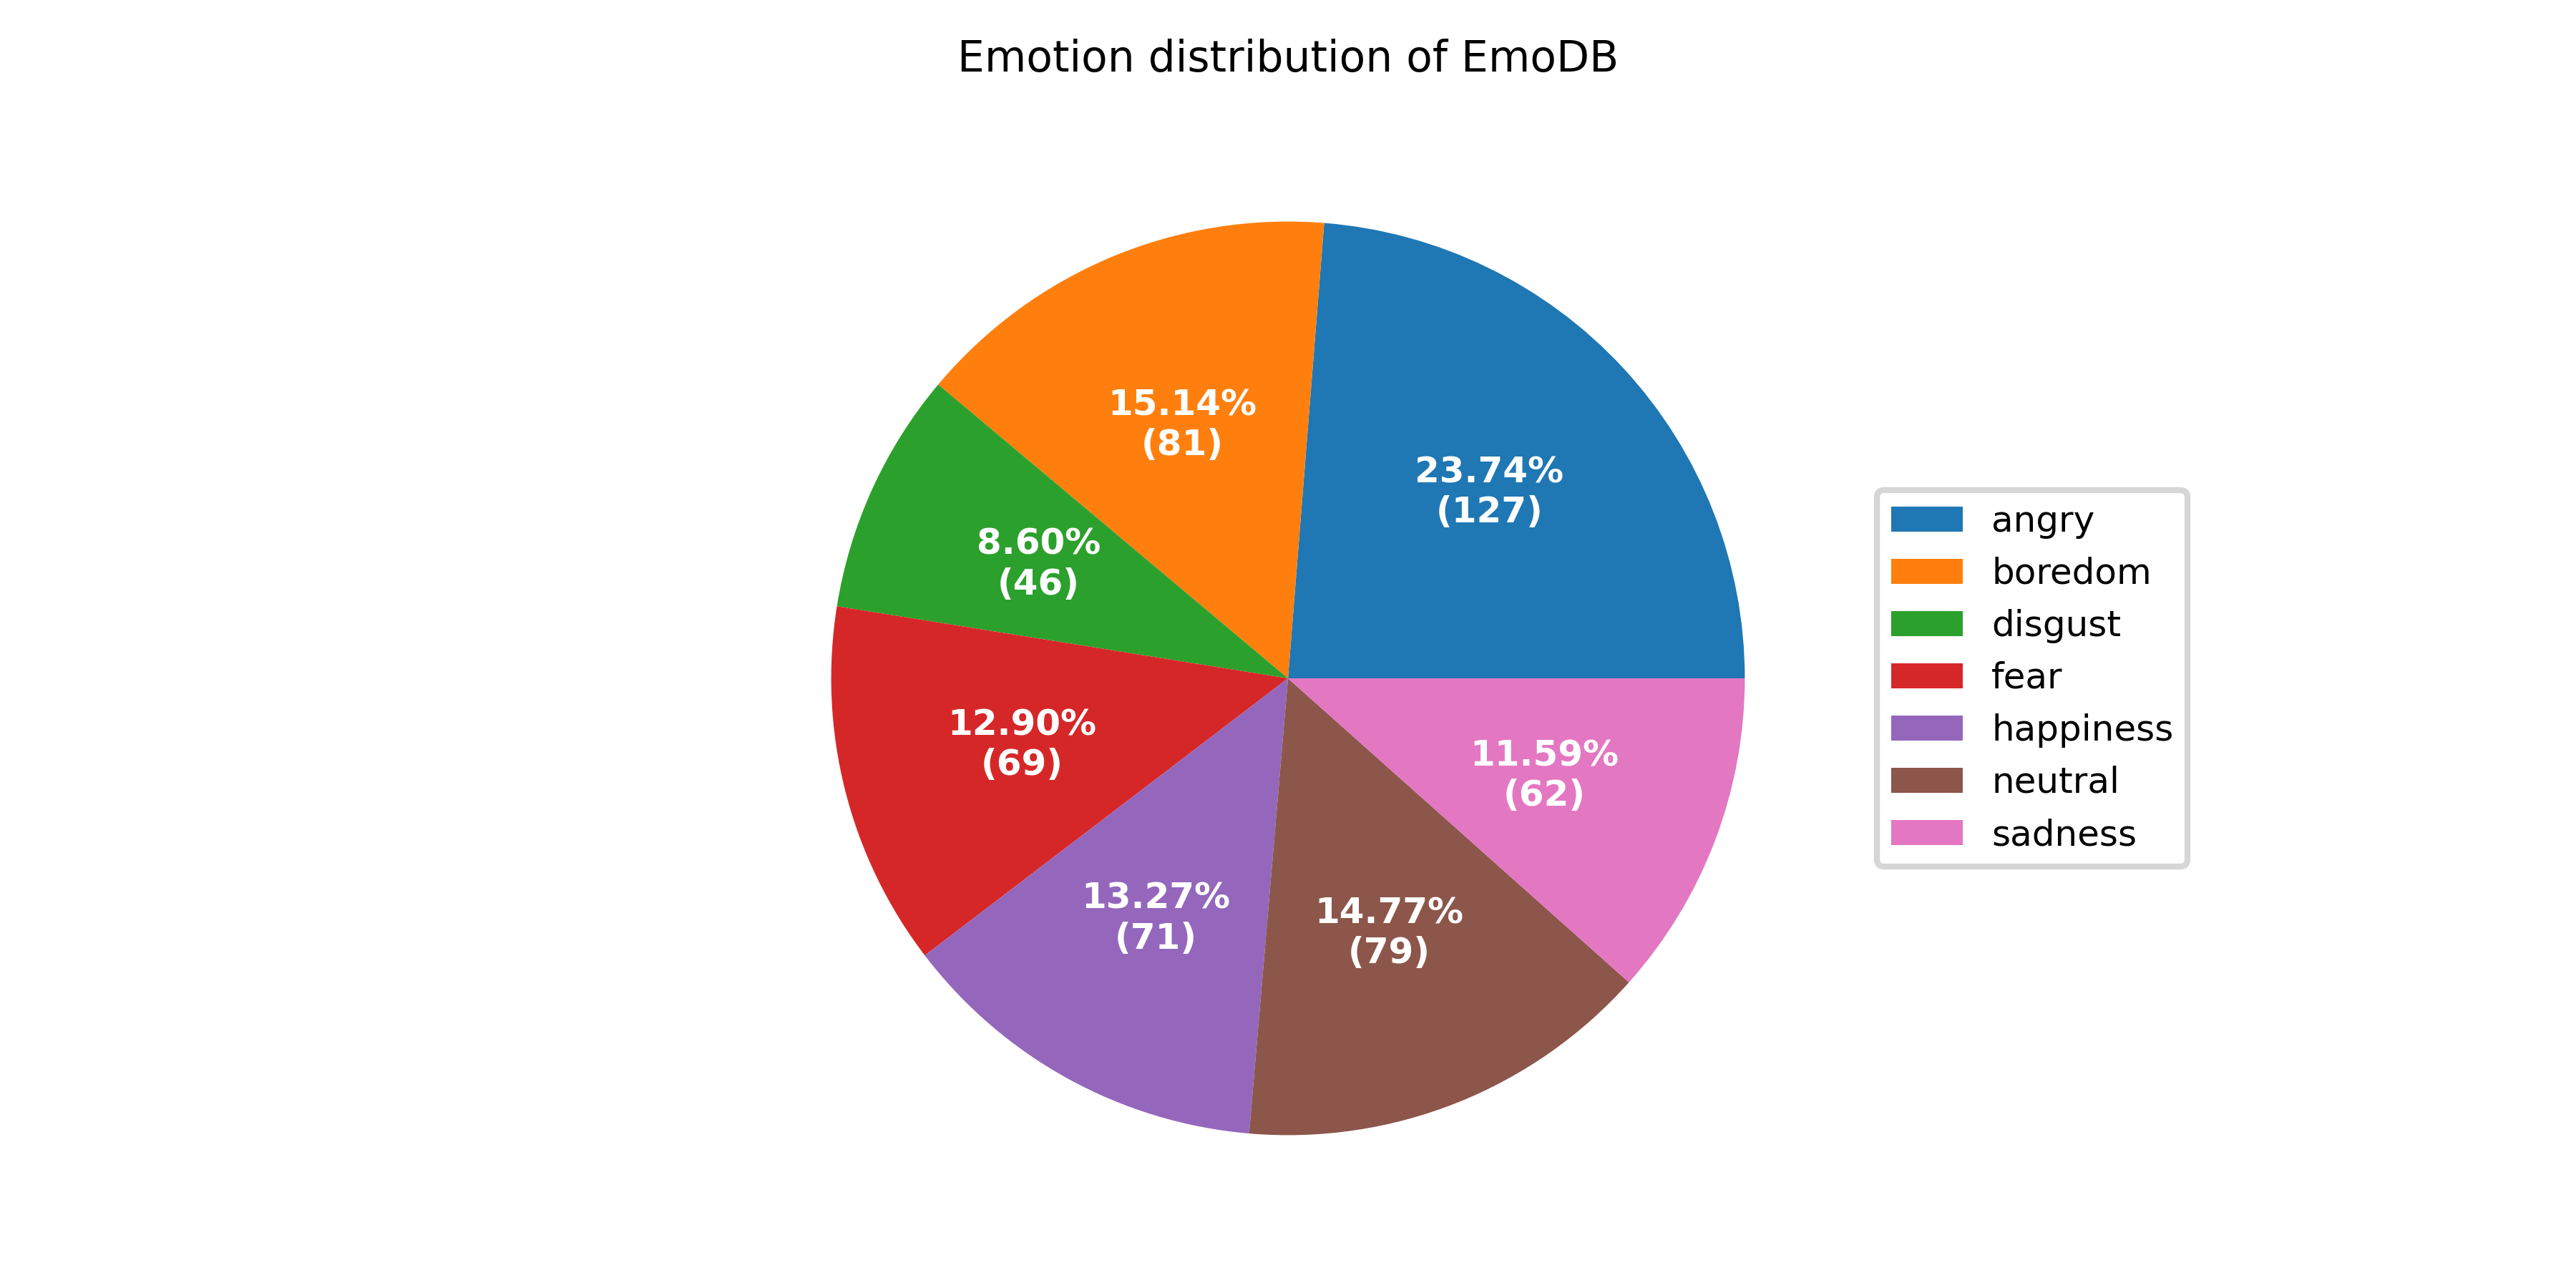 Emotion distribution of EmoDB
15.14%
(81)
23.74%
(127)
8.60%
(46)
12.90%
(69)
11.59%
(62)
13.27%
(71)
14.77%
(79)
angry
boredom
disgust
fear
happiness
neutral
sadness